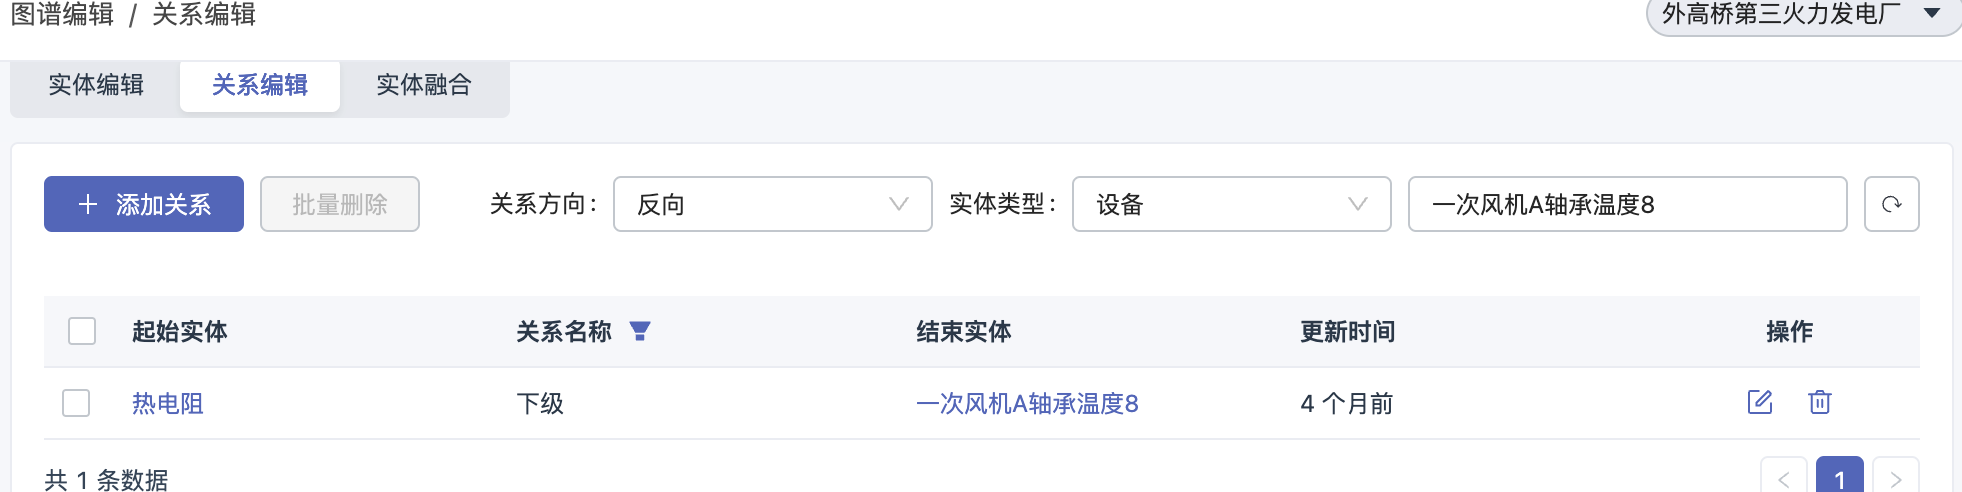 图谱编辑 / 关系编辑
外高桥第三火力发电厂
实体编辑 关系编辑 实体融合
+ 添加关系 批量删除 关系方向: 反向 实体类型: 设备 一次风机A轴承温度8
起始实体 关系名称 结束实体 更新时间 操作
热电阻 下级 一次风机A轴承温度8 4 个月前
共 1 条数据 < 1 >